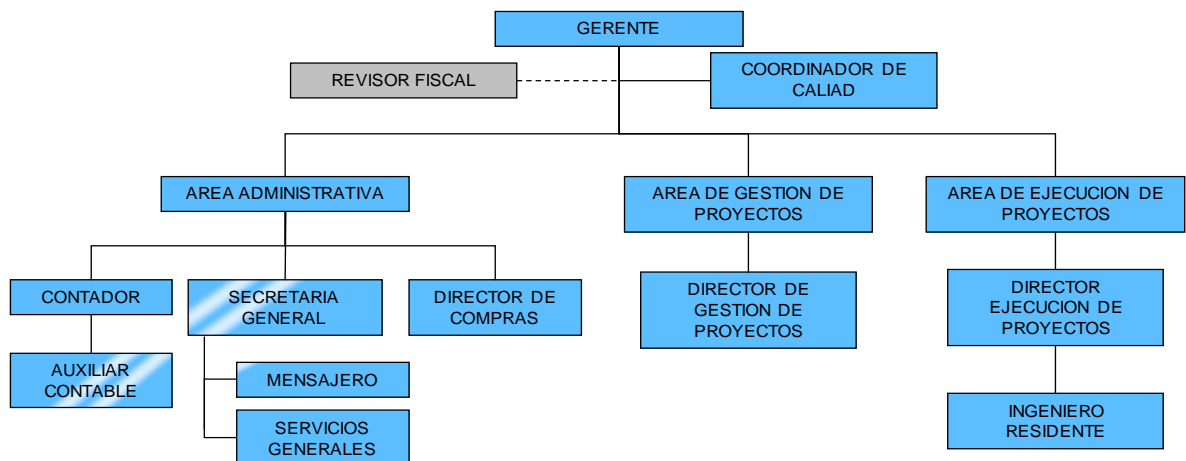 GERENTE
REVISOR FISCAL
COORDINADOR DE
CALIAD
AREA ADMINISTRATIVA
AREA DE GESTION DE
PROYECTOS
AREA DE EJECUCION DE
PROYECTOS
CONTADOR
SECRETARIA
GENERAL
DIRECTOR DE
COMPRAS
DIRECTOR DE
GESTION DE
PROYECTOS
DIRECTOR
EJECUCION DE
PROYECTOS
AUXILIAR
CONTABLE
MENSAJERO
SERVICIOS
GENERALES
INGENIERO
RESIDENTE